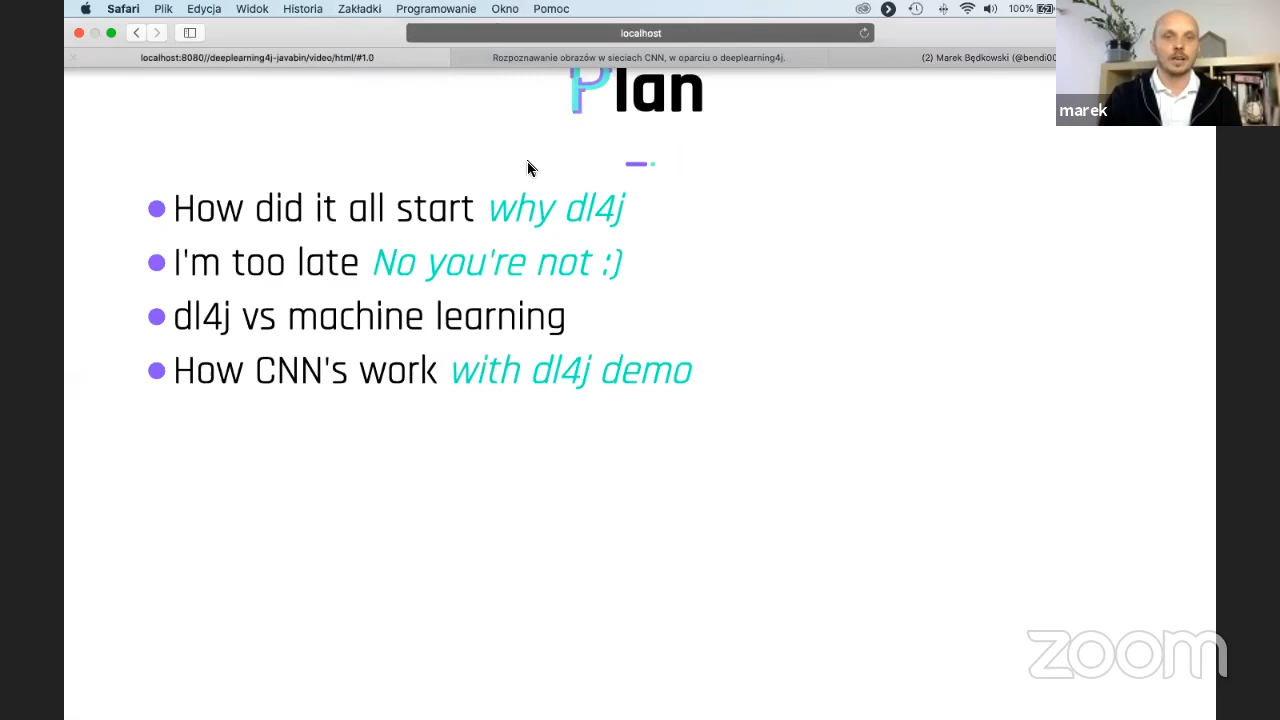 Safari Plik Edycja Widok Historia Zakładki Programowanie Okno Pomoc 100%
localhost
localhost:8080//deeplearning4j-javabin/video/html/#1.0 Rozpoznawanie obrazów w sieciach CNN, w oparciu o deeplearning4j. (2) Marek Będkowski (@bendi00
marek
Plan
How did it all start why dl4j
I'm too late No you're not :)
dl4j vs machine learning
How CNN's work with dl4j demo
zoom